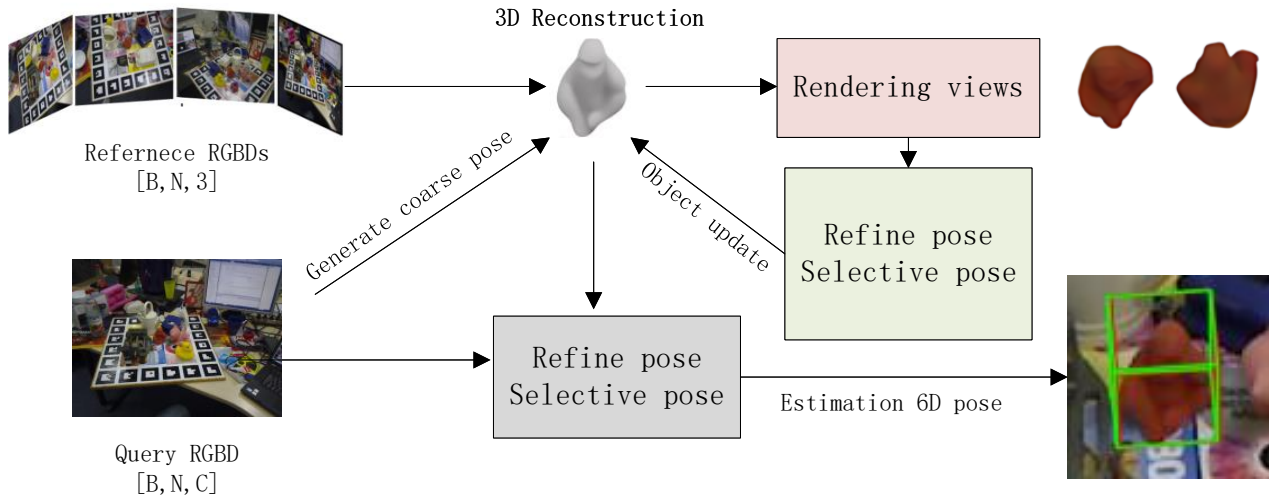 3D Reconstruction
Rendering views
Refernece RGBDs
[B,N,3]
Generate coarse pose
Object update
Refine pose
Selective pose
Refine pose
Selective pose
Estimation 6D pose
Query RGBD
[B,N,C]